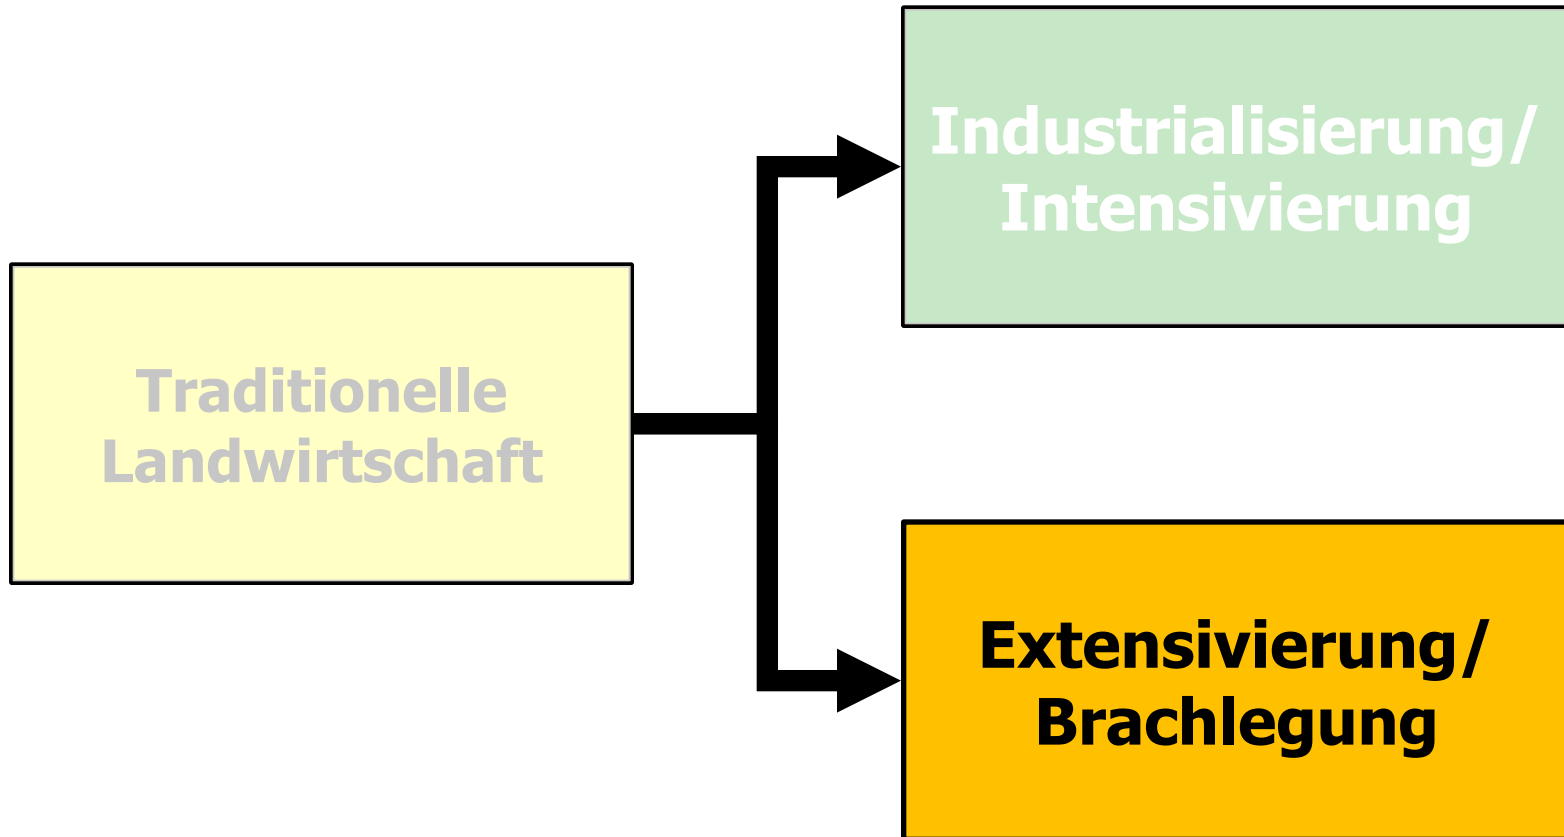 Industrialisierung/
Intensivierung
Traditionelle
Landwirtschaft
Extensivierung/
Brachlegung